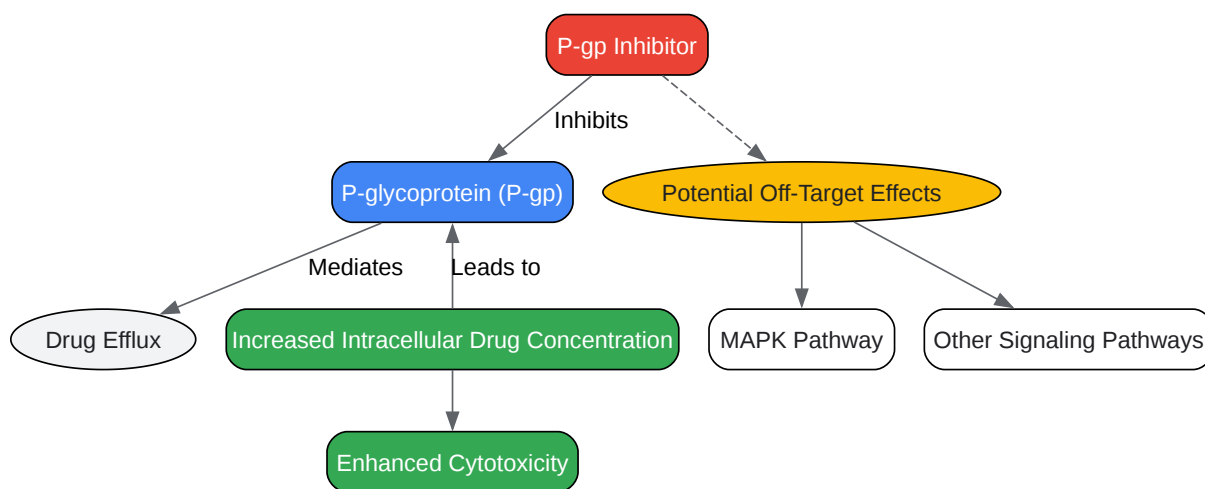 P-gp Inhibitor
Inhibits
P-glycoprotein (P-gp)
Potential Off-Target Effects
Mediates
Leads to
Drug Efflux
Increased Intracellular Drug Concentration
MAPK Pathway
Other Signaling Pathways
Enhanced Cytotoxicity